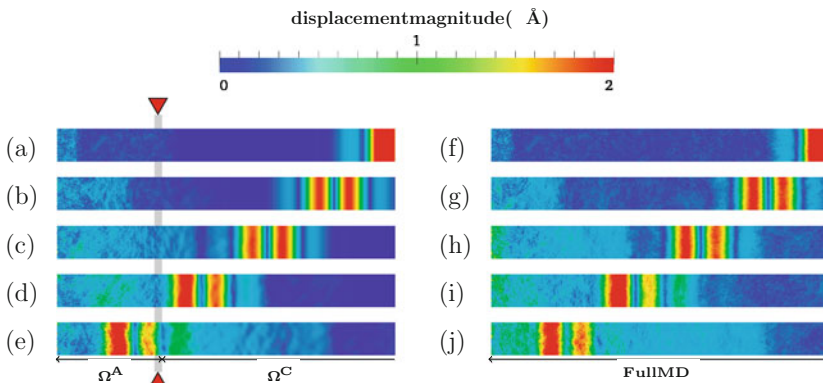 displacementmagnitude( Å)
1
0 2
(a) (f)
(b) (g)
(c) (h)
(d) (i)
(e) (j)
Ω^A Ω^C FullMD